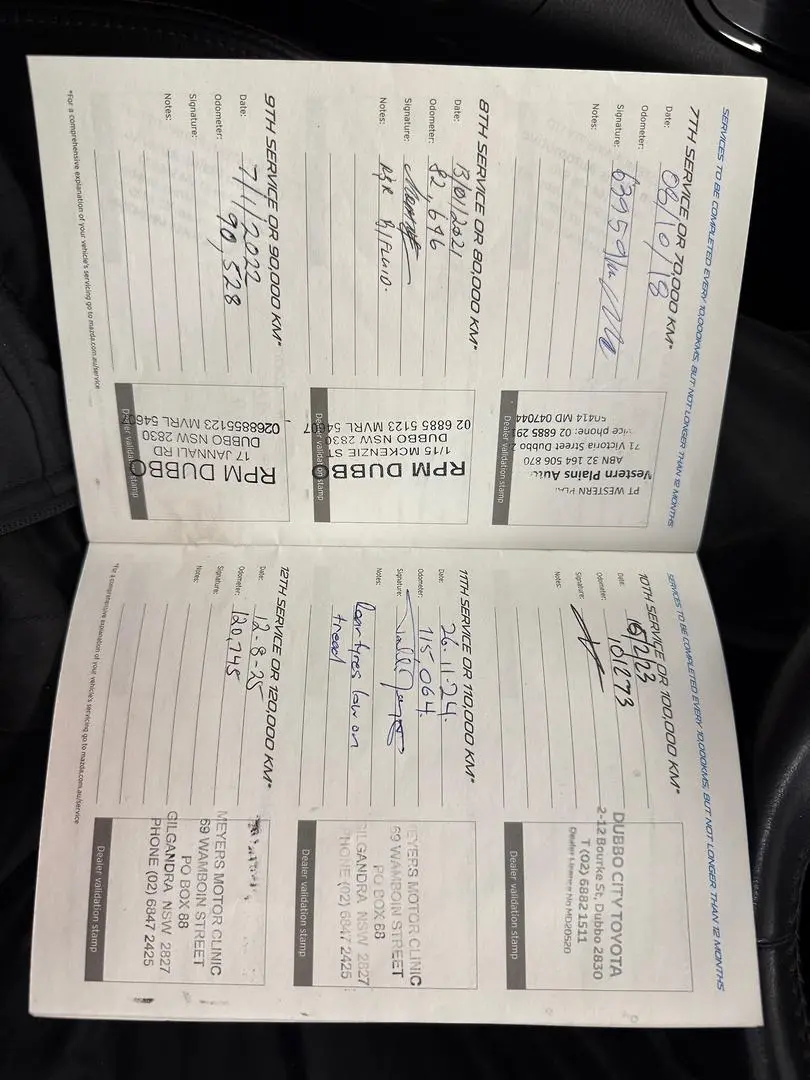 SERVICES TO BE COMPLETED EVERY 10,000KMS, BUT NOT LONGER THAN 12 MONTHS
7TH SERVICE OR 70,000 KM*
Date: 06/10/18
Odometer: 63959km
Signature:
Notes:
PT WESTERN
Western Plains
ABN 32 164 506 870
71 Victoria Street Dubbo
phone: 02 6885
50414 MD 047044
Dealer validation stamp
8TH SERVICE OR 80,000 KM*
Date: 13/01/2021
Odometer: 82,646
Signature:
Notes: R&R B/FLUID.
RPM DUBBO
1/15 MCKENZIE ST
DUBBO NSW 2830
02 6885 5123 MVRL 54607
Dealer validation stamp
9TH SERVICE OR 90,000 KM*
Date: 7/1/2022
Odometer: 90,528
Signature:
Notes:
RPM DUBBO
17 JANNALI RD
DUBBO NSW 2830
0268855123 MVRL 54607
Dealer validation stamp
*For a comprehensive explanation of your vehicle's servicing go to mazda.com.au/service
SERVICES TO BE COMPLETED EVERY 10,000KMS, BUT NOT LONGER THAN 12 MONTHS
10TH SERVICE OR 100,000 KM*
Date: /2/23
Odometer: 101273
Signature:
Notes:
DUBBO CITY TOYOTA
2-12 Bourke St, Dubbo 2830
T (02) 6882 1511
Dealer Licence No MD20520
Dealer validation stamp
11TH SERVICE OR 110,000 KM*
Date: 26.11.24.
Odometer: 115,064.
Signature:
Notes: Rear tyres low on
tread
MEYERS MOTOR CLINIC
69 WAMBOIN STREET
PO BOX 68
GILGANDRA NSW 2827
PHONE (02) 6847 2425
Dealer validation stamp
12TH SERVICE OR 120,000 KM*
Date: 12-8-25
Odometer: 120,745
Signature:
Notes:
MEYERS MOTOR CLINIC
69 WAMBOIN STREET
PO BOX 68
GILGANDRA NSW 2827
PHONE (02) 6847 2425
Dealer validation stamp
*For a comprehensive explanation of your vehicle's servicing go to mazda.com.au/service